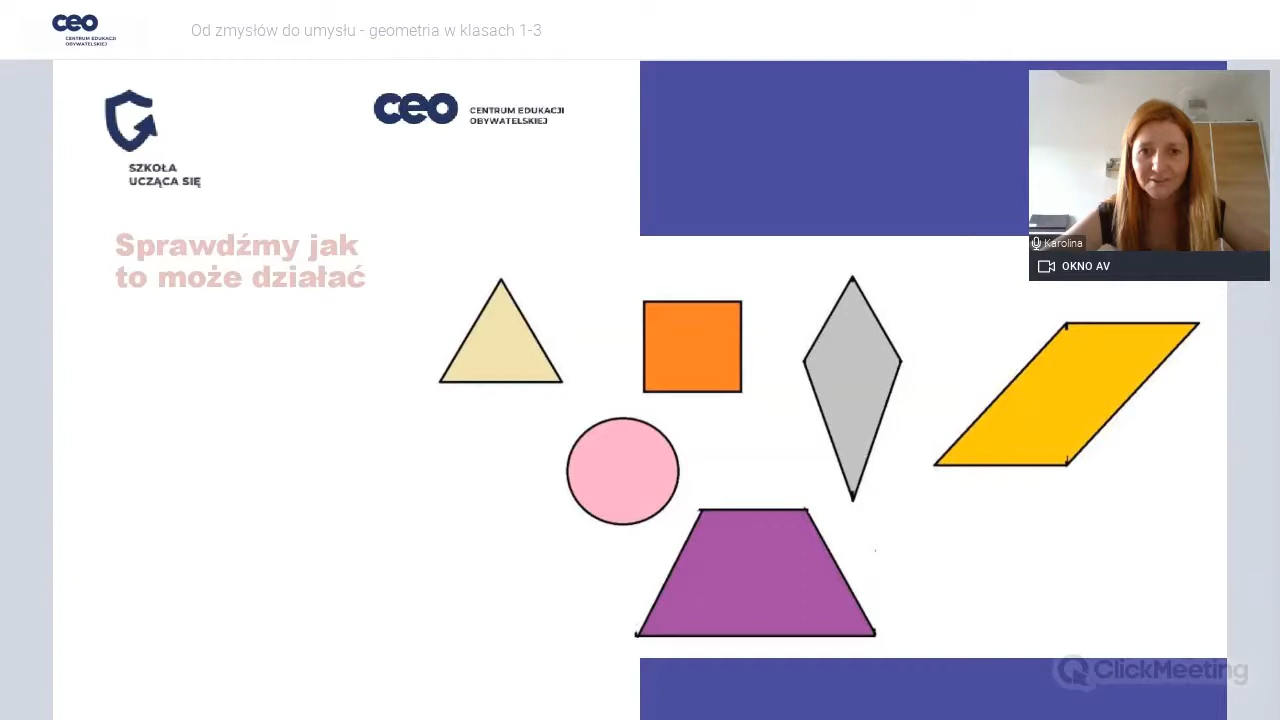 ceo
CENTRUM EDUKACJI
OBYWATELSKIEJ
Od zmysłów do umysłu - geometria w klasach 1-3
ceo
CENTRUM EDUKACJI
OBYWATELSKIEJ
SZKOŁA
UCZĄCA SIĘ
Sprawdźmy jak
to może działać
Karolina
OKNO AV
ClickMeeting